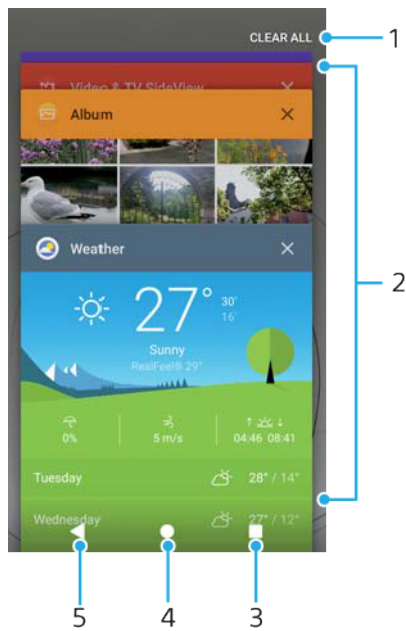 CLEAR ALL
1
Video & TV SideView
Album
2
Weather
27°
30°
16°
Sunny
RealFeel® 29°
0%
5 m/s
04:46 08:41
Tuesday
28° / 14°
Wednesday
27° / 12°
5
4
3